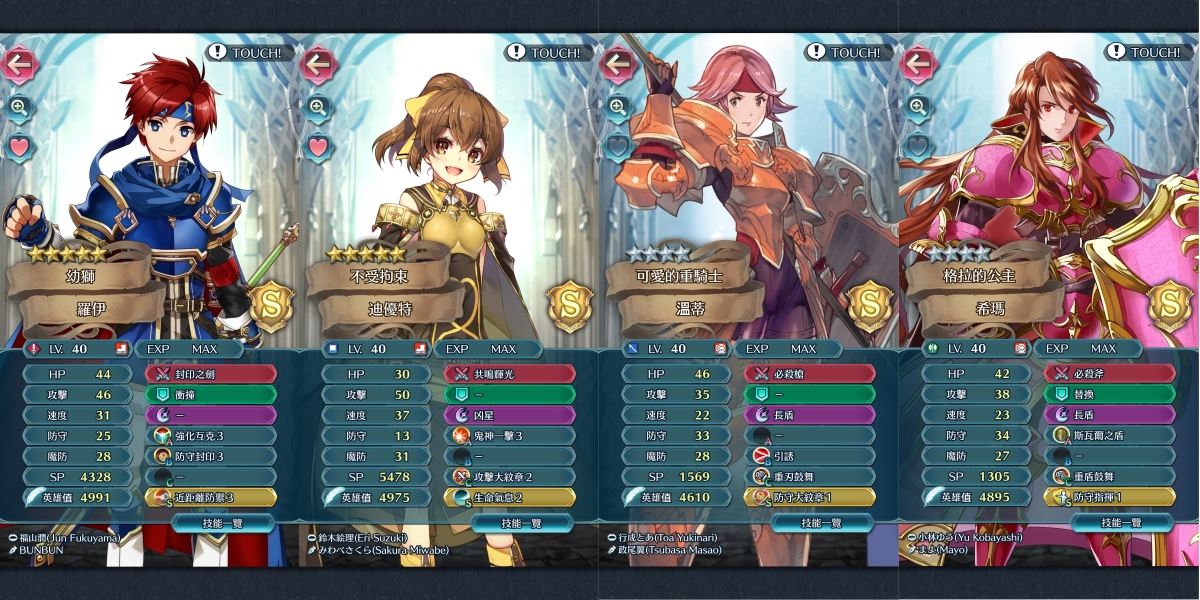 TOUCH!
幼獅
羅伊
LV. 40
EXP MAX
HP 44
封印之劍
攻擊 46
衝撞
速度 31
－
防守 25
強化互克3
魔防 28
防守封印3
SP 4328
－
英雄值 4991
近距離防禦3
技能一覽
福山潤(Jun Fukuyama)
BUNBUN
TOUCH!
不受拘束
迪優特
LV. 40
EXP MAX
HP 30
共鳴輝光
攻擊 50
－
速度 37
凶星
防守 13
鬼神一擊3
魔防 31
－
SP 5478
攻擊大紋章2
英雄值 4975
生命氣息2
技能一覽
鈴木絵理(Eri Suzuki)
みわべさくら(Sakura Miwabe)
TOUCH!
可愛的重騎士
溫蒂
LV. 40
EXP MAX
HP 46
必殺槍
攻擊 35
－
速度 22
長盾
防守 33
－
魔防 28
引誘
SP 1569
重刃鼓舞
英雄值 4610
防守大紋章1
技能一覽
行成とあ(Toa Yukinari)
政尾翼(Tsubasa Masao)
TOUCH!
格拉的公主
希瑪
LV. 40
EXP MAX
HP 42
必殺斧
攻擊 38
替換
速度 23
長盾
防守 34
斯瓦爾之盾
魔防 27
－
SP 1305
重盾鼓舞
英雄值 4895
防守指揮1
技能一覽
小林ゆう(Yu Kobayashi)
まよ(Mayo)